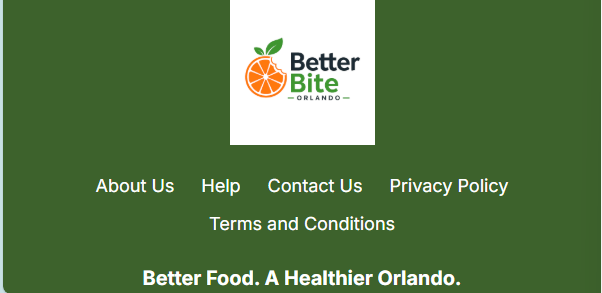 Better
Bite
ORLANDO
About Us Help Contact Us Privacy Policy
Terms and Conditions
Better Food. A Healthier Orlando.